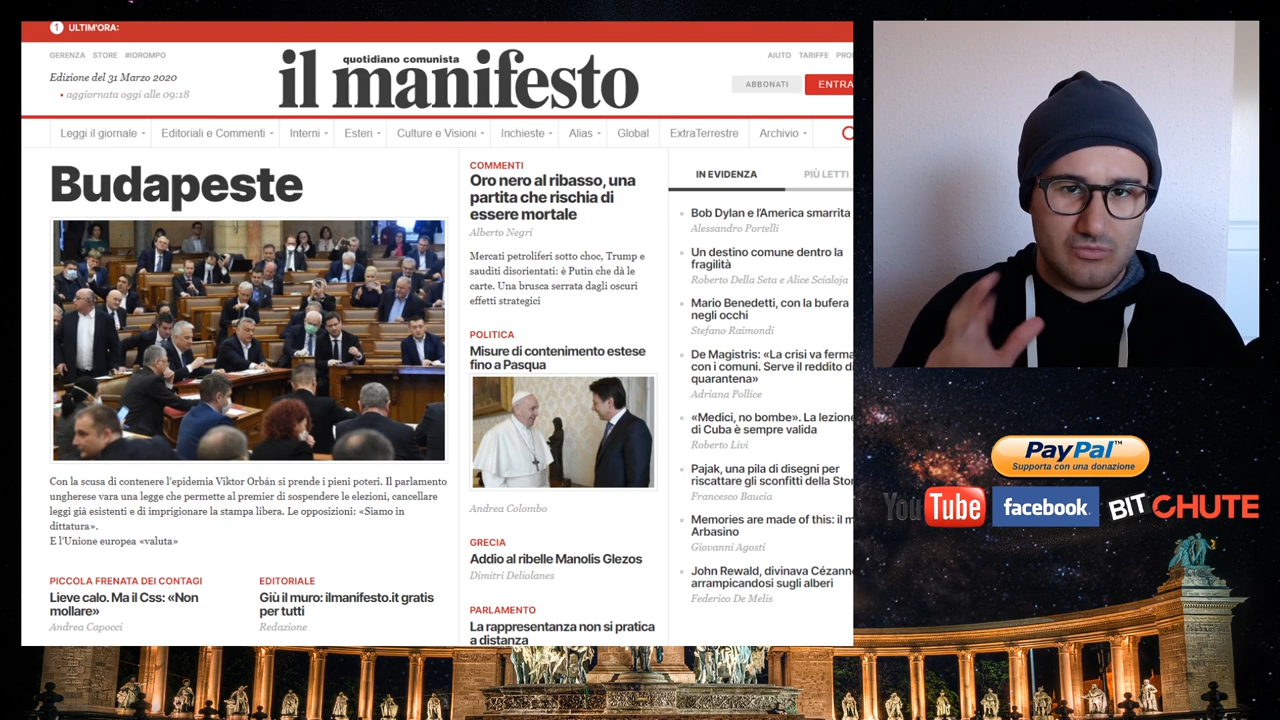 1 ULTIM'ORA:
GERENZA STORE #IOROMPO
AIUTO TARIFFE
Edizione del 31 Marzo 2020
• aggiornata oggi alle 09:18
quotidiano comunista
il manifesto
ABBONATI
ENTRA
Leggi il giornale Editoriali e Commenti Interni Esteri Culture e Visioni Inchieste Alias Global ExtraTerrestre Archivio
Budapeste
Con la scusa di contenere l'epidemia Viktor Orbán si prende i pieni poteri. Il parlamento
ungherese vara una legge che permette al premier di sospendere le elezioni, cancellare
leggi già esistenti e di imprigionare la stampa libera. Le opposizioni: «Siamo in
dittatura».
E l'Unione europea «valuta»
PICCOLA FRENATA DEI CONTAGI
Lieve calo. Ma il Css: «Non
mollare»
Andrea Capocci
EDITORIALE
Giù il muro: ilmanifesto.it gratis
per tutti
Redazione
COMMENTI
Oro nero al ribasso, una
partita che rischia di
essere mortale
Alberto Negri
Mercati petroliferi sotto choc, Trump e
sauditi disorientati: è Putin che dà le
carte. Una brusca serrata dagli oscuri
effetti strategici
POLITICA
Misure di contenimento estese
fino a Pasqua
Andrea Colombo
GRECIA
Addio al ribelle Manolis Glezos
Dimitri Deliolanes
PARLAMENTO
La rappresentanza non si pratica
a distanza
IN EVIDENZA
PIÙ LETTI
Bob Dylan e l'America smarrita
Alessandro Portelli
Un destino comune dentro la
fragilità
Roberto Della Seta e Alice Scialoja
Mario Benedetti, con la bufera
negli occhi
Stefano Raimondi
De Magistris: «La crisi va ferma
con i comuni. Serve il reddito di
quarantena»
Adriana Pollice
«Medici, no bombe». La lezione
di Cuba è sempre valida
Roberto Livi
Pajak, una pila di disegni per
riscattare gli sconfitti della Stor
Francesco Baucia
Memories are made of this: il m
Arbasino
Giovanni Agosti
John Rewald, divinava Cézanne
arrampicandosi sugli alberi
Federico De Melis
PayPal™
Supporta con una donazione
YouTube
facebook
BITCHUTE